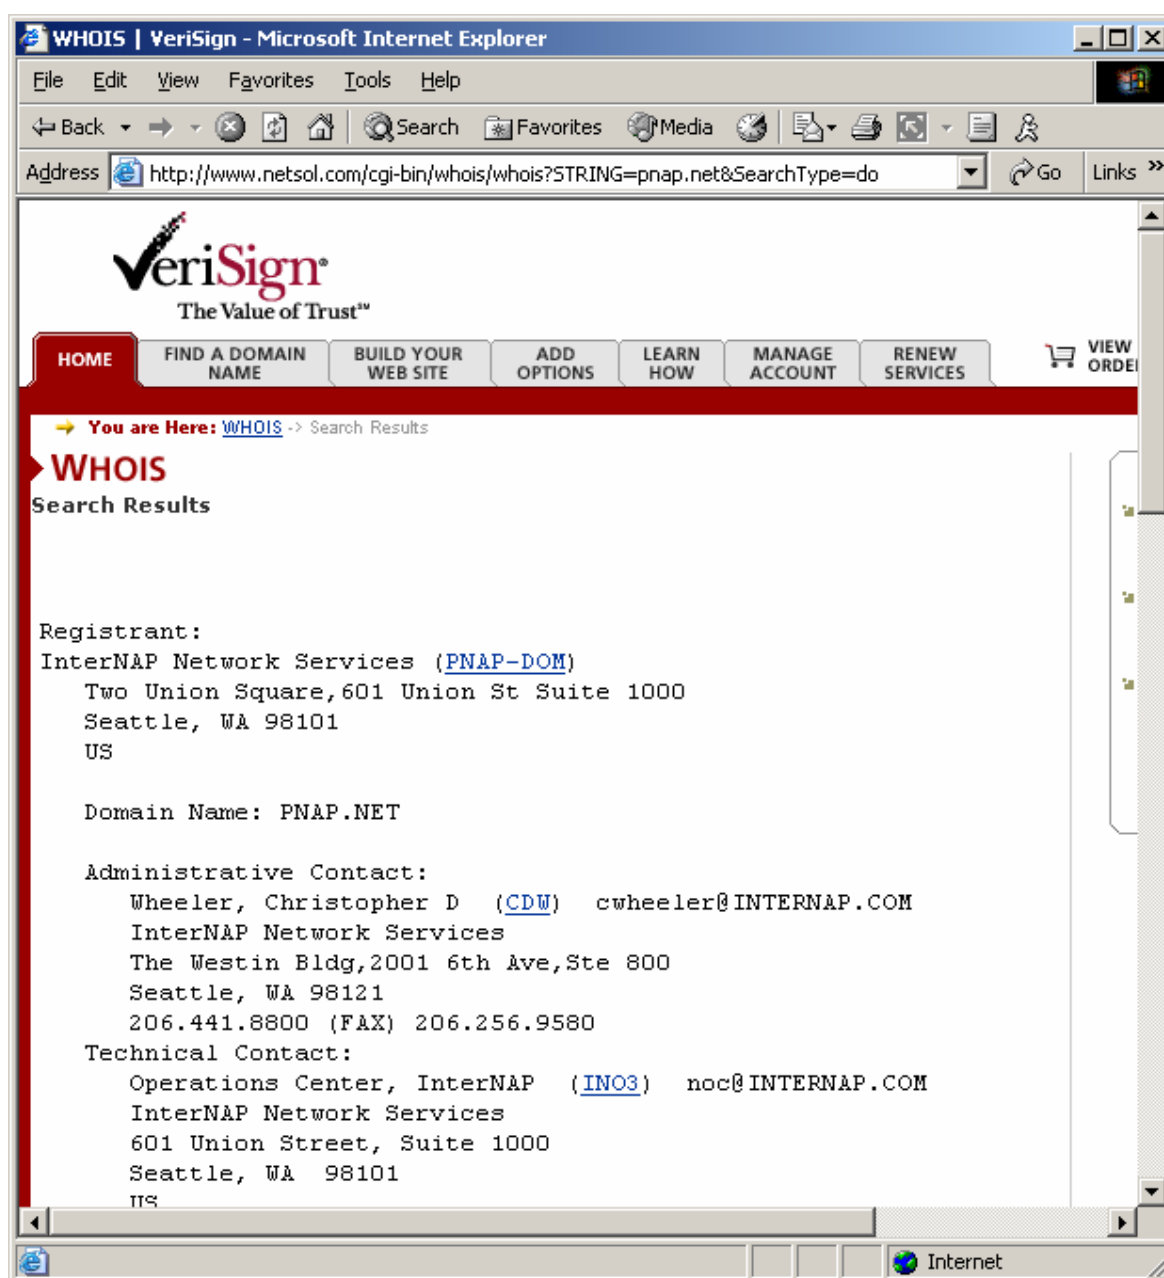 WHOIS | VeriSign - Microsoft Internet Explorer
File Edit View Favorites Tools Help
Back Search Favorites Media
Address http://www.netsol.com/cgi-bin/whois/whois?STRING=pnap.net&SearchType=do Go Links »
VeriSign®
The Value of Trust℠
HOME
FIND A DOMAIN
NAME
BUILD YOUR
WEB SITE
ADD
OPTIONS
LEARN
HOW
MANAGE
ACCOUNT
RENEW
SERVICES
VIEW
You are Here: WHOIS -> Search Results
WHOIS
Search Results
Registrant:
InterNAP Network Services (PNAP-DOM)
Two Union Square,601 Union St Suite 1000
Seattle, WA 98101
US
Domain Name: PNAP.NET
Administrative Contact:
Wheeler, Christopher D (CDW) cwheeler@INTERNAP.COM
InterNAP Network Services
The Westin Bldg,2001 6th Ave,Ste 800
Seattle, WA 98121
206.441.8800 (FAX) 206.256.9580
Technical Contact:
Operations Center, InterNAP (INO3) noc@INTERNAP.COM
InterNAP Network Services
601 Union Street, Suite 1000
Seattle, WA 98101
US
Internet